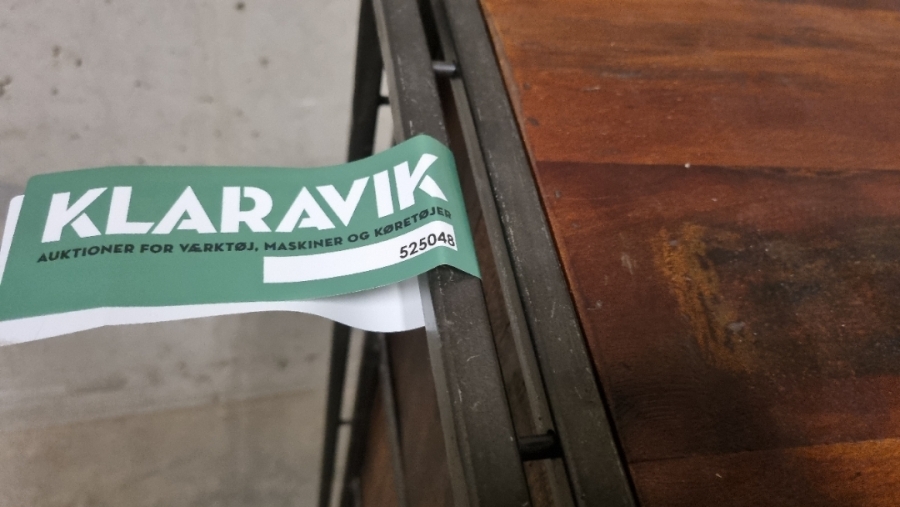 KLARAVIK
AUKTIONER FOR VÆRKTØJ, MASKINER OG KØRETØJER
525048